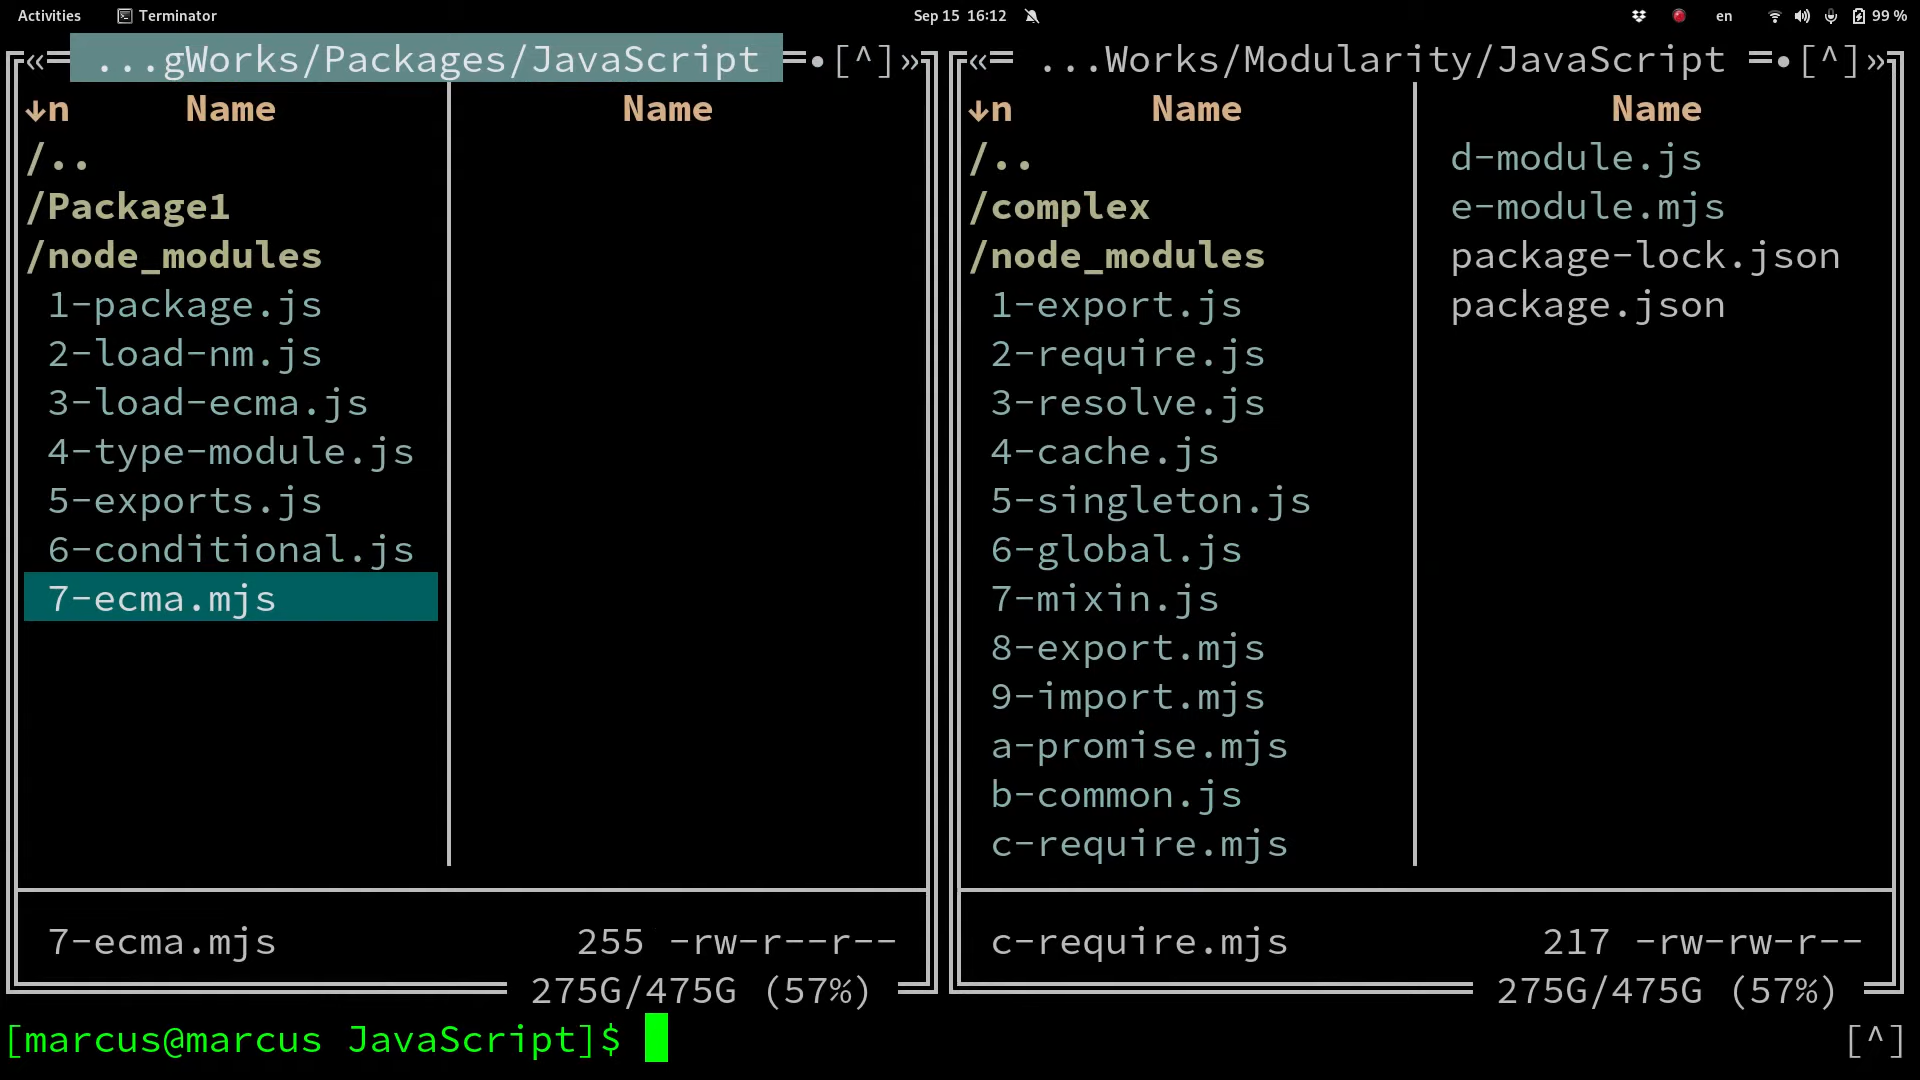 Activities Terminator Sep 15 16:12 en 99 %
«= ...gWorks/Packages/JavaScript =•[^]»
↓n Name Name
/..
/Package1
/node_modules
1-package.js
2-load-nm.js
3-load-ecma.js
4-type-module.js
5-exports.js
6-conditional.js
7-ecma.mjs
7-ecma.mjs 255 -rw-r--r--
275G/475G (57%)
«= ...Works/Modularity/JavaScript =•[^]»
↓n Name Name
/..
/complex
/node_modules
1-export.js
2-require.js
3-resolve.js
4-cache.js
5-singleton.js
6-global.js
7-mixin.js
8-export.mjs
9-import.mjs
a-promise.mjs
b-common.js
c-require.mjs
d-module.js
e-module.mjs
package-lock.json
package.json
c-require.mjs 217 -rw-rw-r--
275G/475G (57%)
[marcus@marcus JavaScript]$ [^]